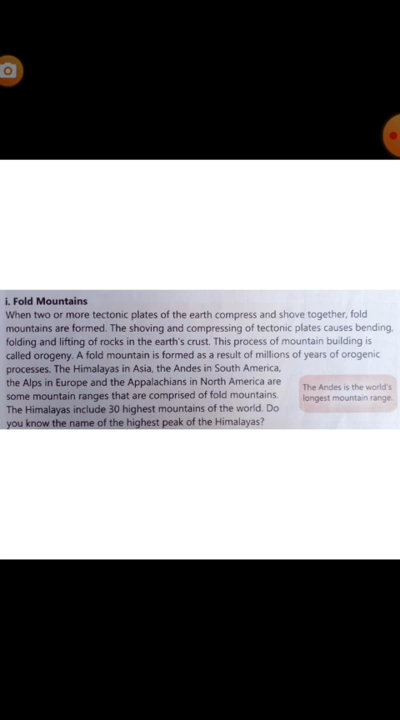 i. Fold Mountains
When two or more tectonic plates of the earth compress and shove together, fold
mountains are formed. The shoving and compressing of tectonic plates causes bending,
folding and lifting of rocks in the earth's crust. This process of mountain building is
called orogeny. A fold mountain is formed as a result of millions of years of orogenic
processes. The Himalayas in Asia, the Andes in South America,
the Alps in Europe and the Appalachians in North America are
some mountain ranges that are comprised of fold mountains.
The Himalayas include 30 highest mountains of the world. Do
you know the name of the highest peak of the Himalayas?
The Andes is the world's
longest mountain range.